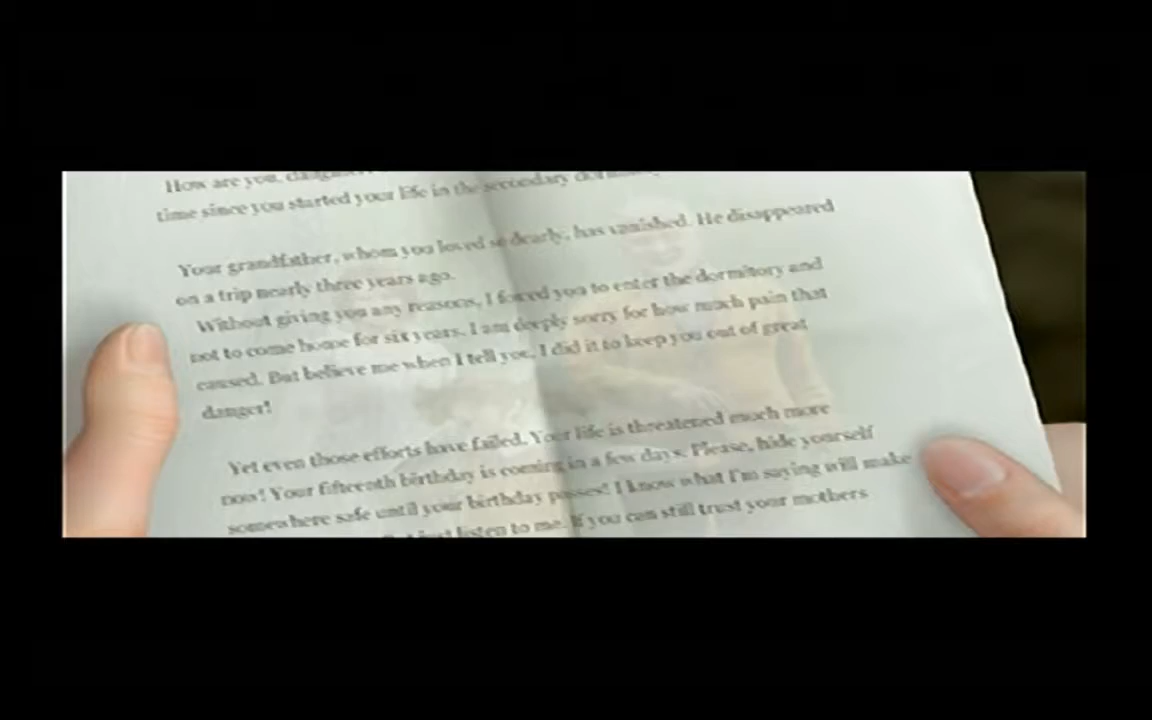 How are you,
time since you started your life in the secondary
Your grandfather, whom you loved so dearly, has vanished. He disappeared
on a trip nearly three years ago.
Without giving you any reasons, I forced you to enter the dormitory and
not to come home for six years. I am deeply sorry for how much pain that
caused. But believe me when I tell you, I did it to keep you out of great
danger!
Yet even those efforts have failed. Your life is threatened much more
now! Your fifteenth birthday is coming in a few days. Please, hide yourself
somewhere safe until your birthday passes! I know what I'm saying will make
listen to me. If you can still trust your mothers